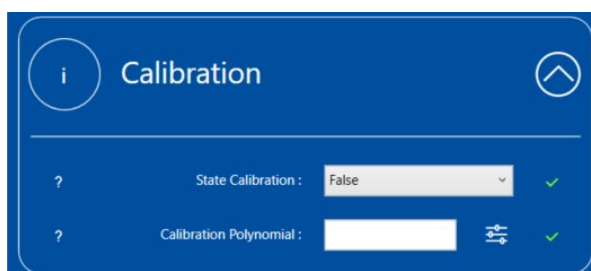 i Calibration
? State Calibration : False
? Calibration Polynomial :